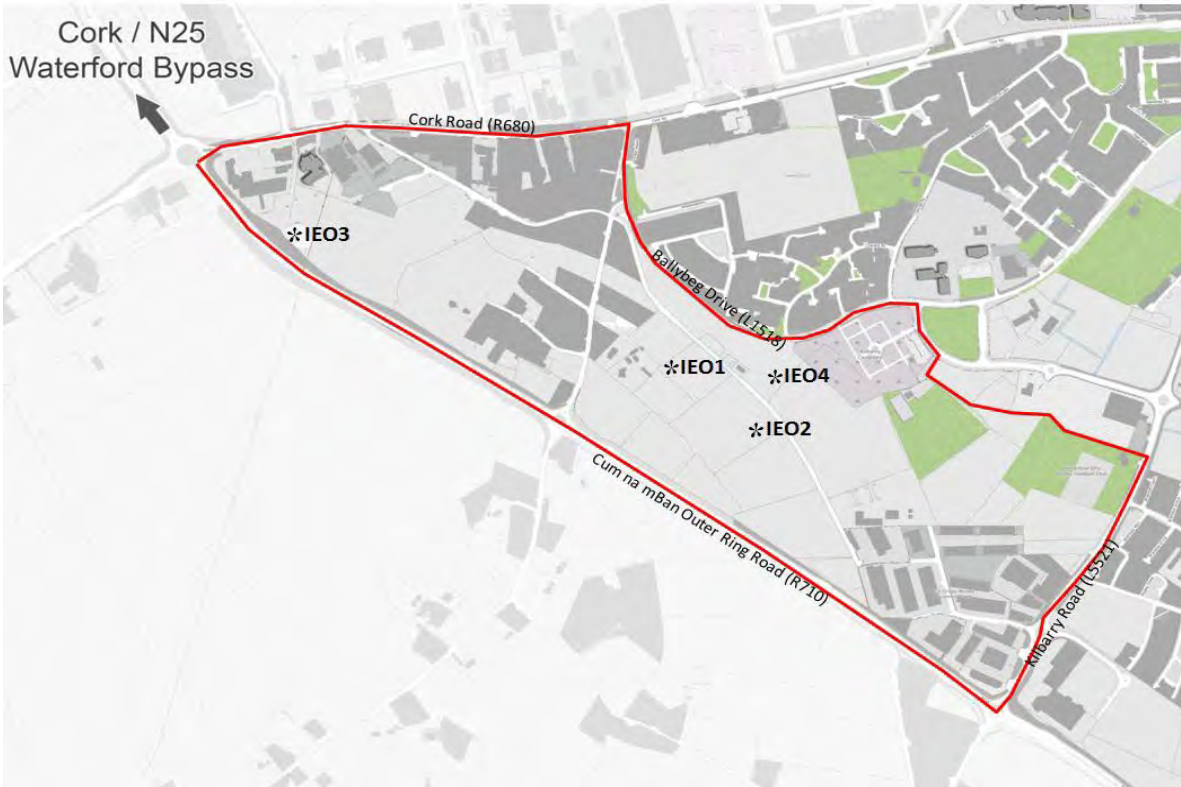 Cork / N25
Waterford Bypass
Cork Road (R680)
IEO3
Ballybeg Drive (L1518)
IEO1
IEO4
IEO2
Cum na mBan Outer Ring Road (R710)
Kilbarry Road (L5521)